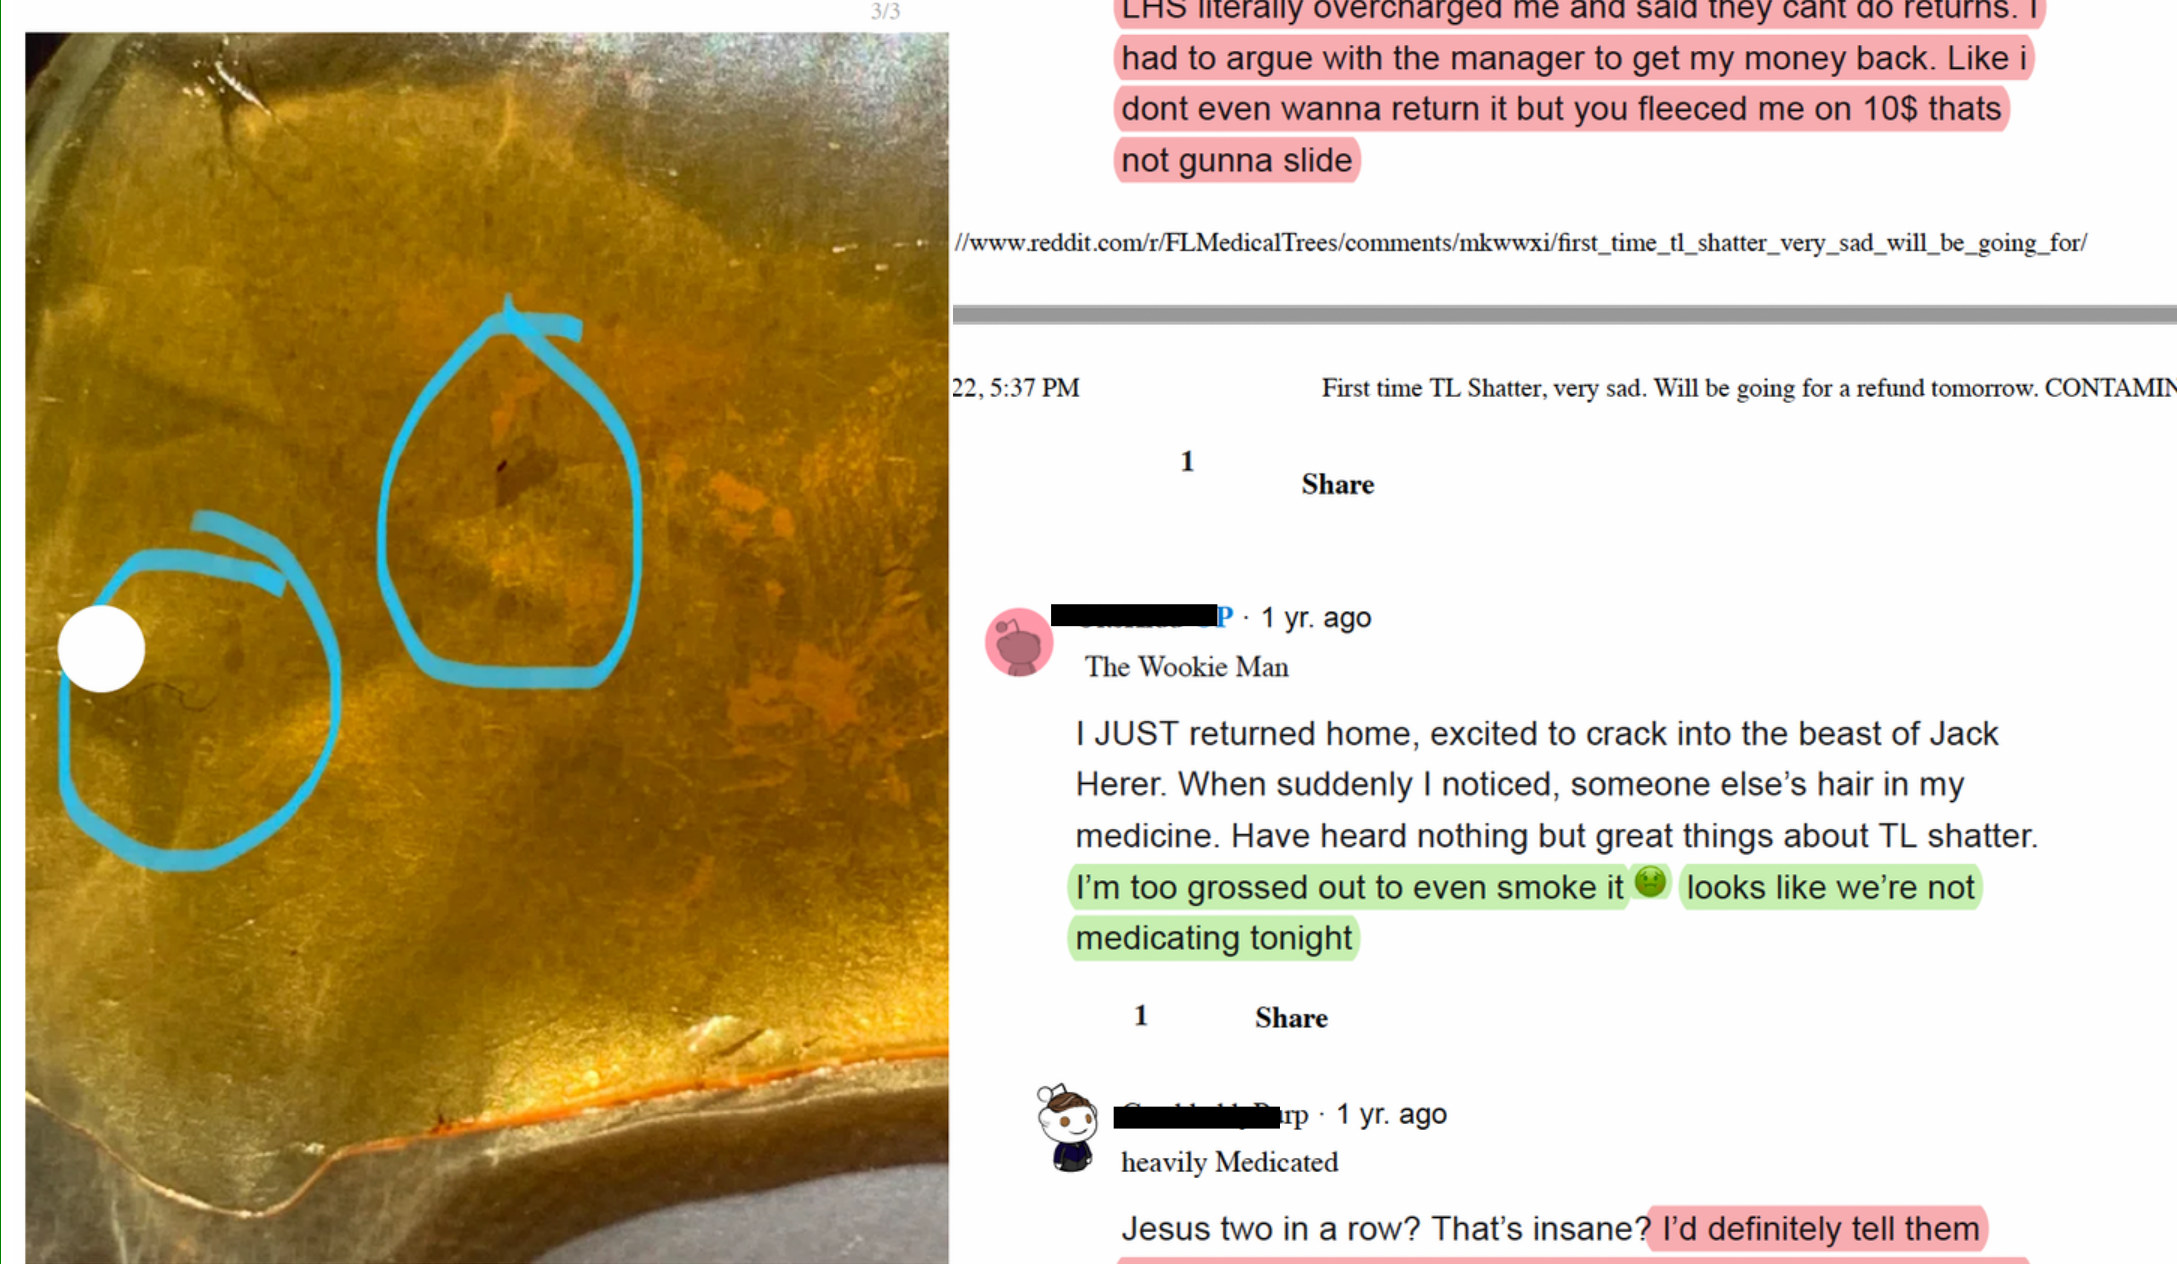 3/3
LHS literally overcharged me and said they cant do returns. I
had to argue with the manager to get my money back. Like i
dont even wanna return it but you fleeced me on 10$ thats
not gunna slide
//www.reddit.com/r/FLMedicalTrees/comments/mkwwxi/first_time_tl_shatter_very_sad_will_be_going_for/
22, 5:37 PM First time TL Shatter, very sad. Will be going for a refund tomorrow. CONTAMIN
1
Share
P · 1 yr. ago
The Wookie Man
I JUST returned home, excited to crack into the beast of Jack
Herer. When suddenly I noticed, someone else’s hair in my
medicine. Have heard nothing but great things about TL shatter.
I’m too grossed out to even smoke it🤢 looks like we’re not
medicating tonight
1 Share
urp · 1 yr. ago
heavily Medicated
Jesus two in a row? That’s insane? I’d definitely tell them